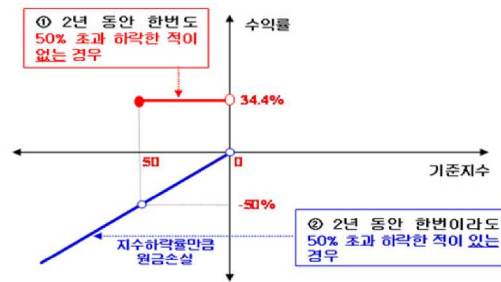 ① 2년 동안 한번도
50% 초과 하락한 적이
없는 경우
수익률
34.4%
50
0
기준지수
-50%
지수하락률만큼
원금손실
② 2년 동안 한번이라도
50% 초과 하락한 적이 있는
경우